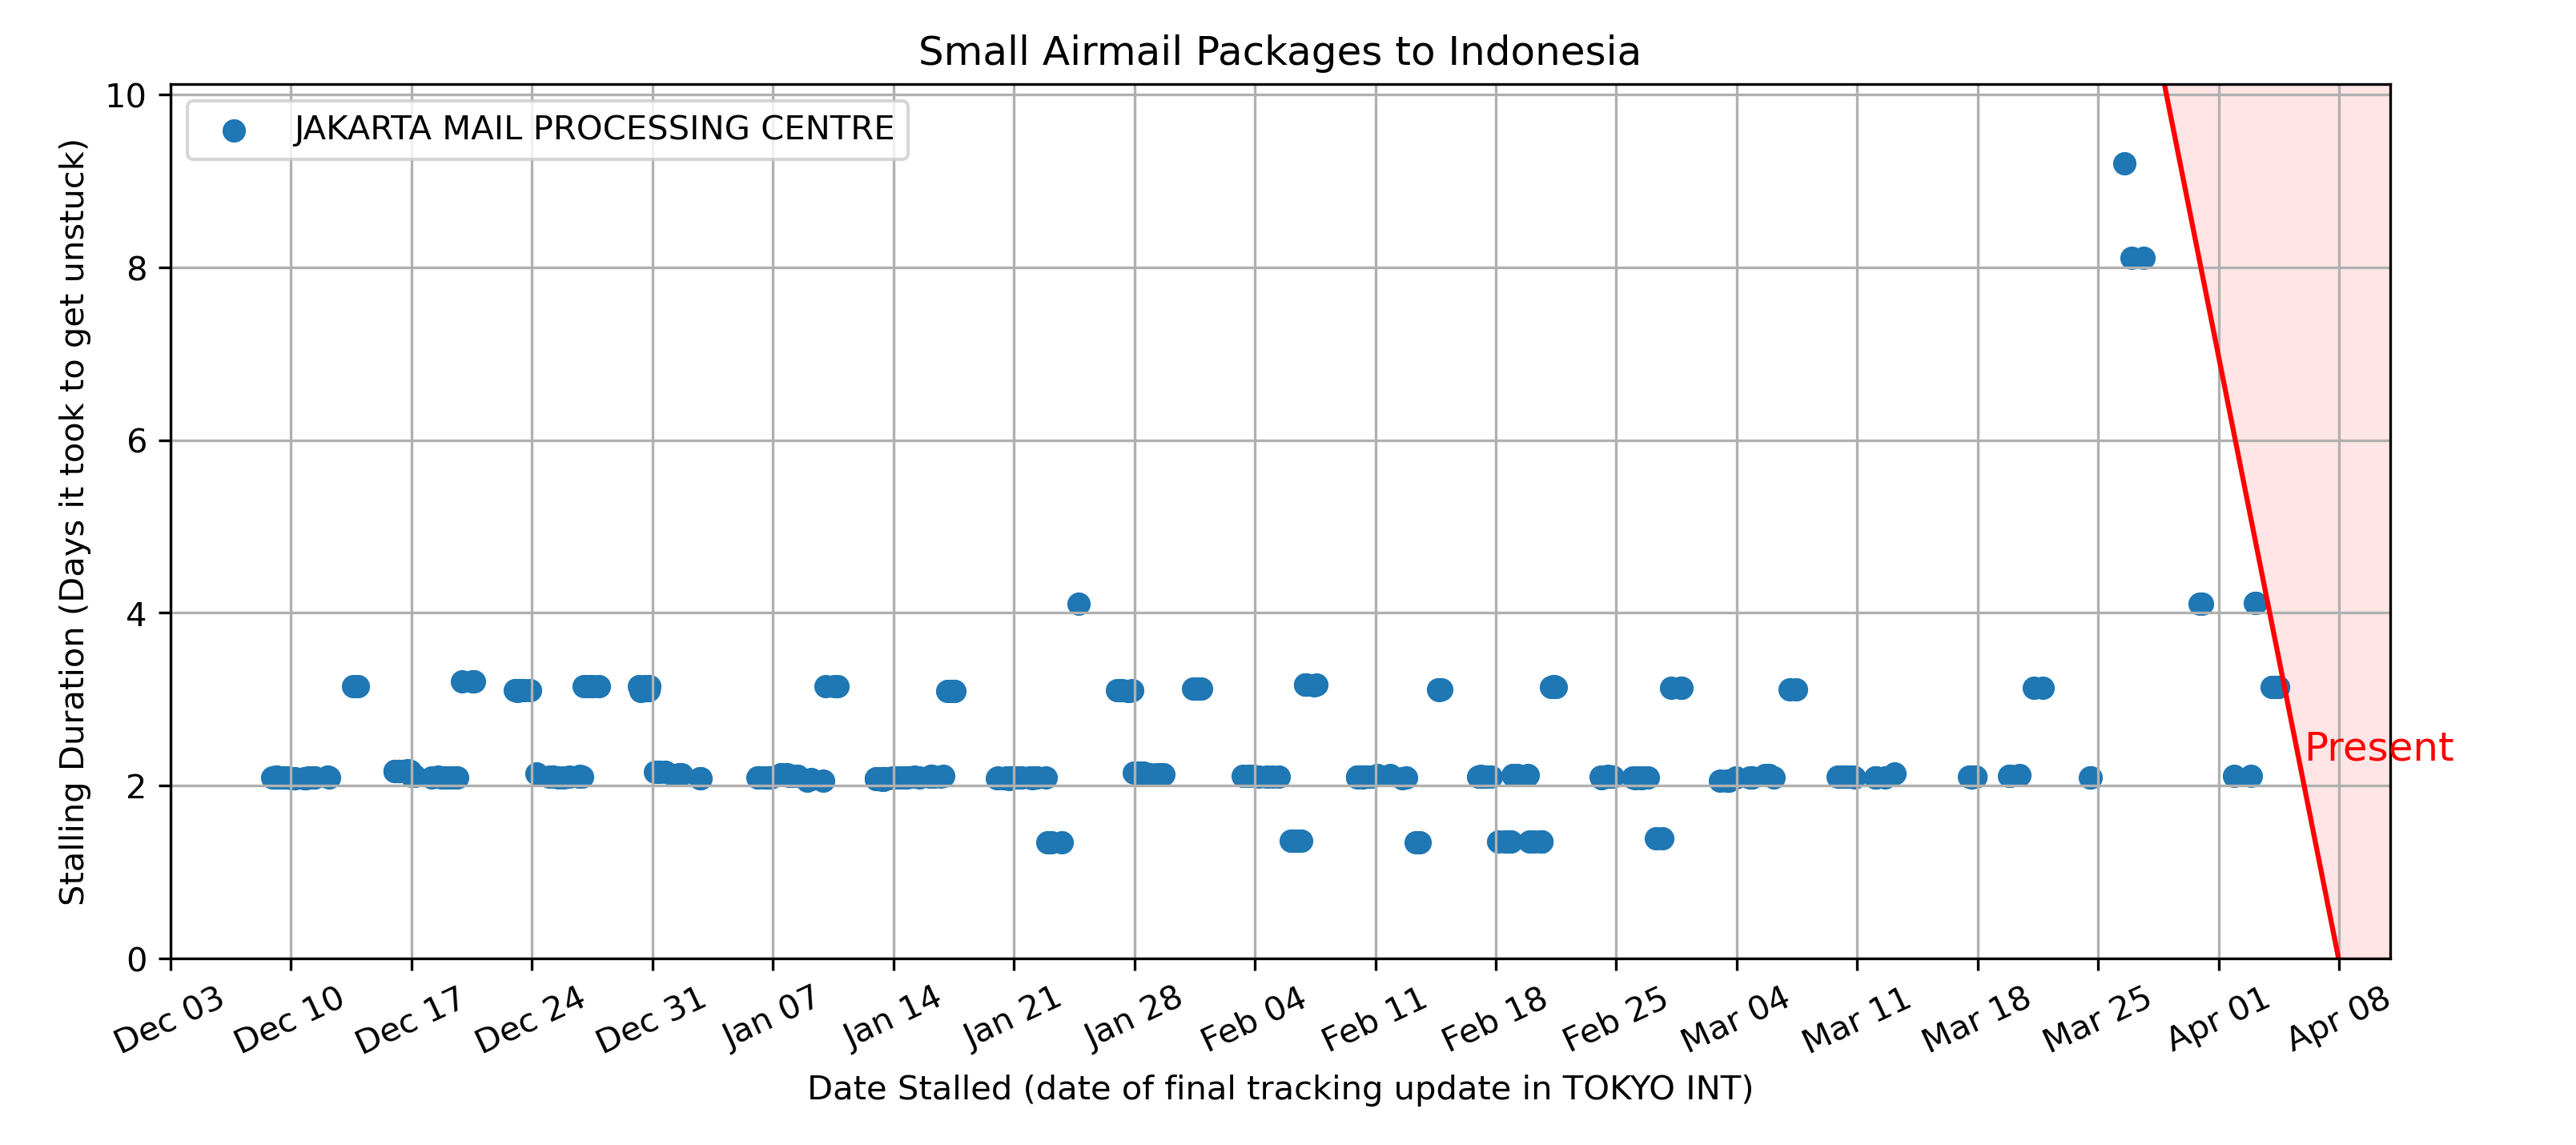 Small Airmail Packages to Indonesia
JAKARTA MAIL PROCESSING CENTRE
Stalling Duration (Days it took to get unstuck)
10
8
6
4
2
0
Present
Dec 03
Dec 10
Dec 17
Dec 24
Dec 31
Jan 07
Jan 14
Jan 21
Jan 28
Feb 04
Feb 11
Feb 18
Feb 25
Mar 04
Mar 11
Mar 18
Mar 25
Apr 01
Apr 08
Date Stalled (date of final tracking update in TOKYO INT)